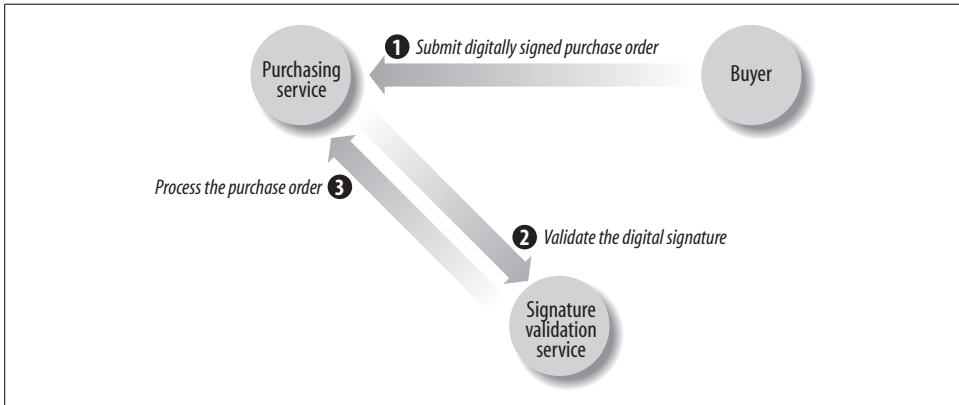 1 Submit digitally signed purchase order
Purchasing
service
Buyer
Process the purchase order 3
2 Validate the digital signature
Signature
validation
service